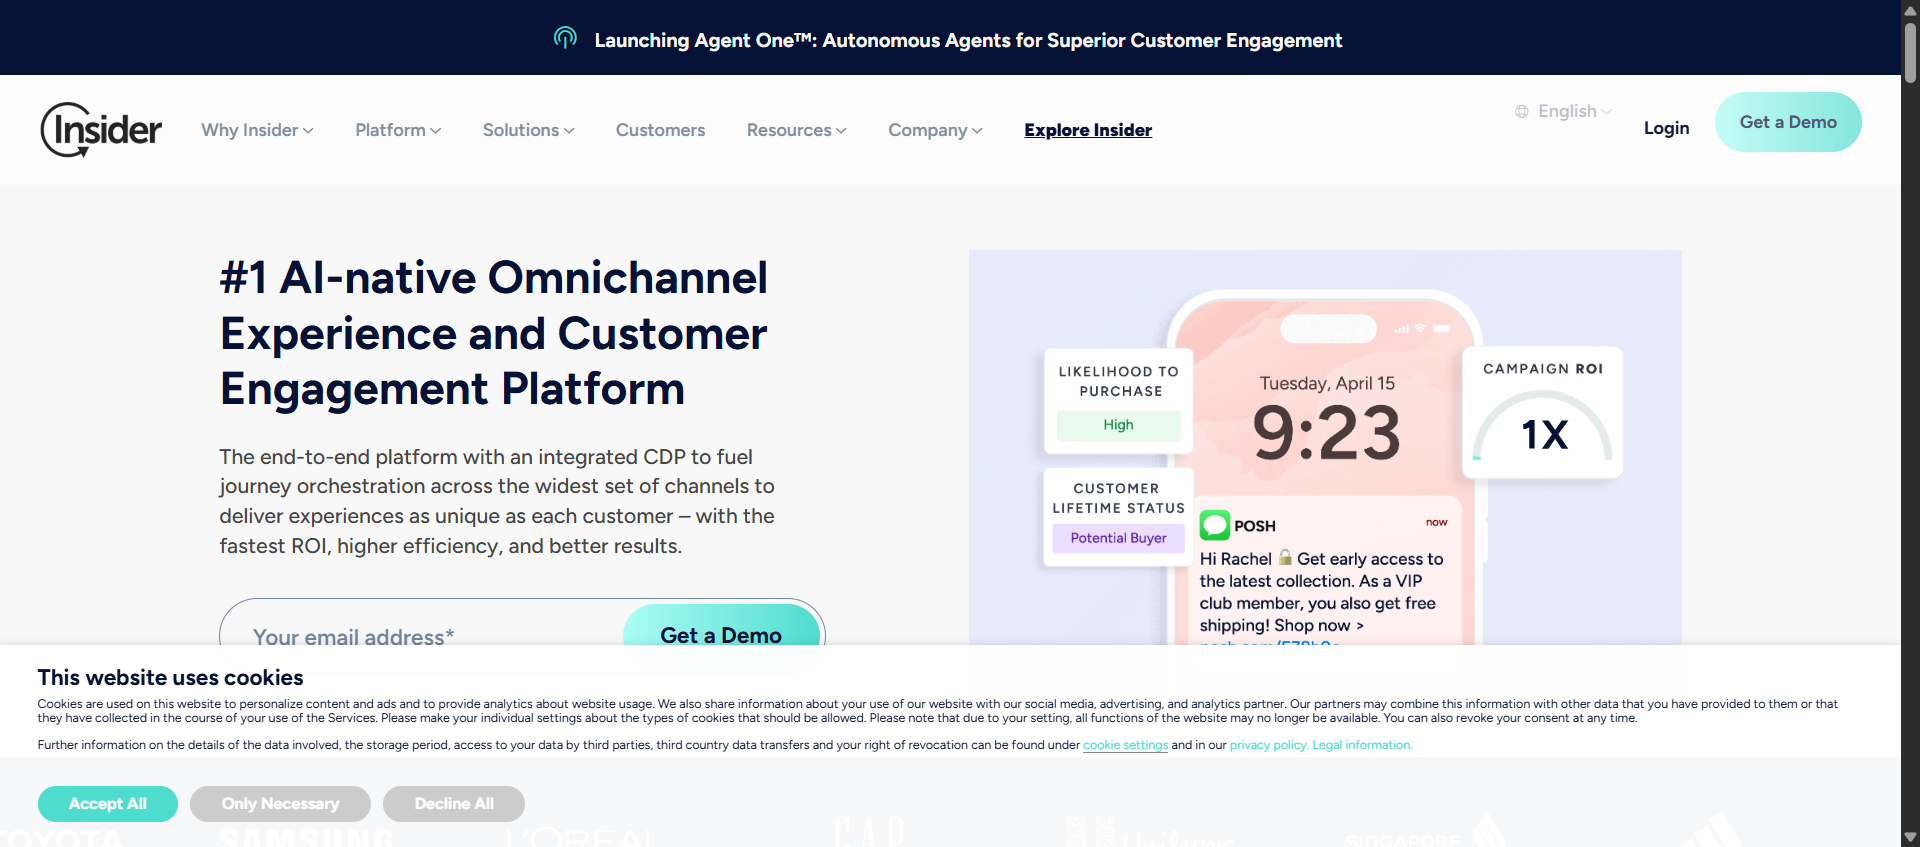 Launching Agent One™: Autonomous Agents for Superior Customer Engagement
Insider
Why Insider
Platform
Solutions
Customers
Resources
Company
Explore Insider
English
Login
Get a Demo
#1 AI-native Omnichannel
Experience and Customer
Engagement Platform
The end-to-end platform with an integrated CDP to fuel
journey orchestration across the widest set of channels to
deliver experiences as unique as each customer – with the
fastest ROI, higher efficiency, and better results.
Your email address*
Get a Demo
LIKELIHOOD TO
PURCHASE
High
CUSTOMER
LIFETIME STATUS
Potential Buyer
Tuesday, April 15
9:23
CAMPAIGN ROI
1X
POSH
now
Hi Rachel 🔒 Get early access to
the latest collection. As a VIP
club member, you also get free
shipping! Shop now >
This website uses cookies
Cookies are used on this website to personalize content and ads and to provide analytics about website usage. We also share information about your use of our website with our social media, advertising, and analytics partner. Our partners may combine this information with other data that you have provided to them or that
they have collected in the course of your use of the Services. Please make your individual settings about the types of cookies that should be allowed. Please note that due to your setting, all functions of the website may no longer be available. You can also revoke your consent at any time.
Further information on the details of the data involved, the storage period, access to your data by third parties, third country data transfers and your right of revocation can be found under cookie settings and in our privacy policy. Legal information.
Accept All
Only Necessary
Decline All
TOYOTA
SAMSUNG
L'ORÉAL
GAP
Unilever
SINGAPORE